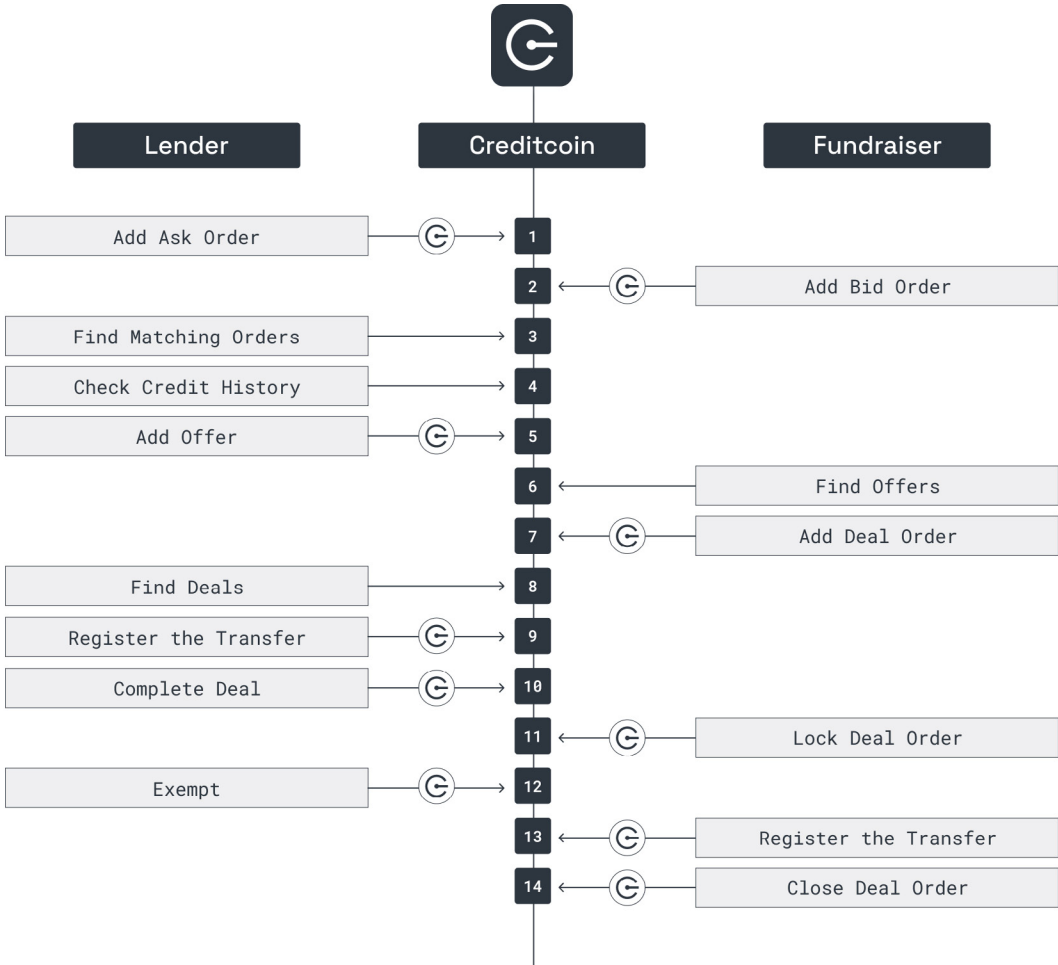 Lender
Creditcoin
Fundraiser
Add Ask Order
1
2
Add Bid Order
Find Matching Orders
3
Check Credit History
4
Add Offer
5
6
Find Offers
7
Add Deal Order
Find Deals
8
Register the Transfer
9
Complete Deal
10
11
Lock Deal Order
Exempt
12
13
Register the Transfer
14
Close Deal Order